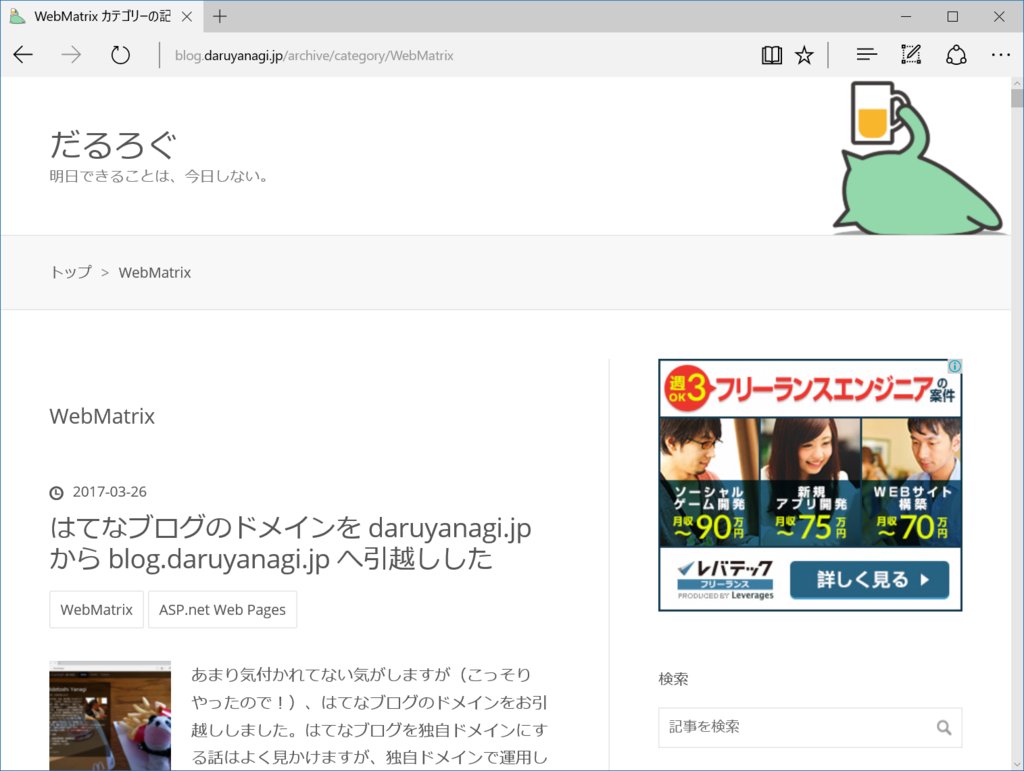 WebMatrix カテゴリーの記
blog.daruyanagi.jp/archive/category/WebMatrix
だるろぐ
明日できることは、今日しない。
トップ > WebMatrix
WebMatrix
2017-03-26
はてなブログのドメインを daruyanagi.jp
から blog.daruyanagi.jp へ引越しした
WebMatrix
ASP.net Web Pages
あまり気付かれてない気がしますが（こっそり
やったので！）、はてなブログのドメインをお引
越ししました。はてなブログを独自ドメインにす
る話はよく見かけますが、独自ドメインで運用し
週3
OK
フリーランスエンジニアの案件
ソーシャル
ゲーム開発
月収～90万円
新規
アプリ開発
月収～75万円
WEBサイト
構築
月収～70万円
レバテック
フリーランス
PRODUCED BY Leverages
詳しく見る
検索
記事を検索